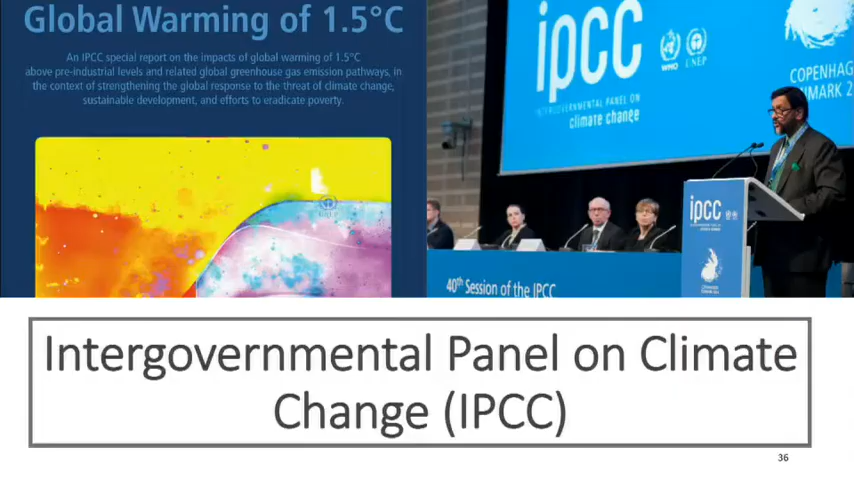 Global Warming of 1.5°C
An IPCC special report on the impacts of global warming of 1.5°C
above pre-industrial levels and related global greenhouse gas emission pathways, in
the context of strengthening the global response to the threat of climate change,
sustainable development, and efforts to eradicate poverty.
ipcc
INTERGOVERNMENTAL PANEL ON
climate change
WHO
UNEP
COPENHAG
NMARK 2
ipcc
40th Session of the IPCC
Intergovernmental Panel on Climate
Change (IPCC)
36